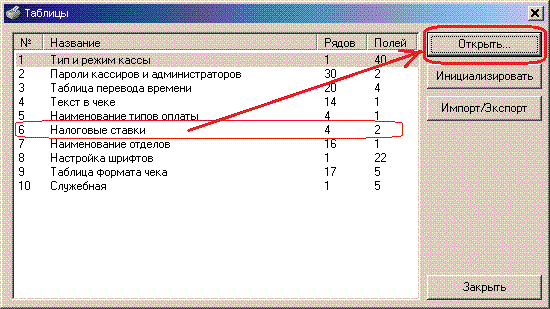 Таблицы
№ Название Рядов Полей
1 Тип и режим кассы 1 40
2 Пароли кассиров и администраторов 30 2
3 Таблица перевода времени 20 4
4 Текст в чеке 14 1
5 Наименование типов оплаты 4 1
6 Налоговые ставки 4 2
7 Наименование отделов 16 1
8 Настройка шрифтов 1 22
9 Таблица формата чека 17 5
10 Служебная 1 5
Открыть...
Инициализировать
Импорт/Экспорт
Закрыть